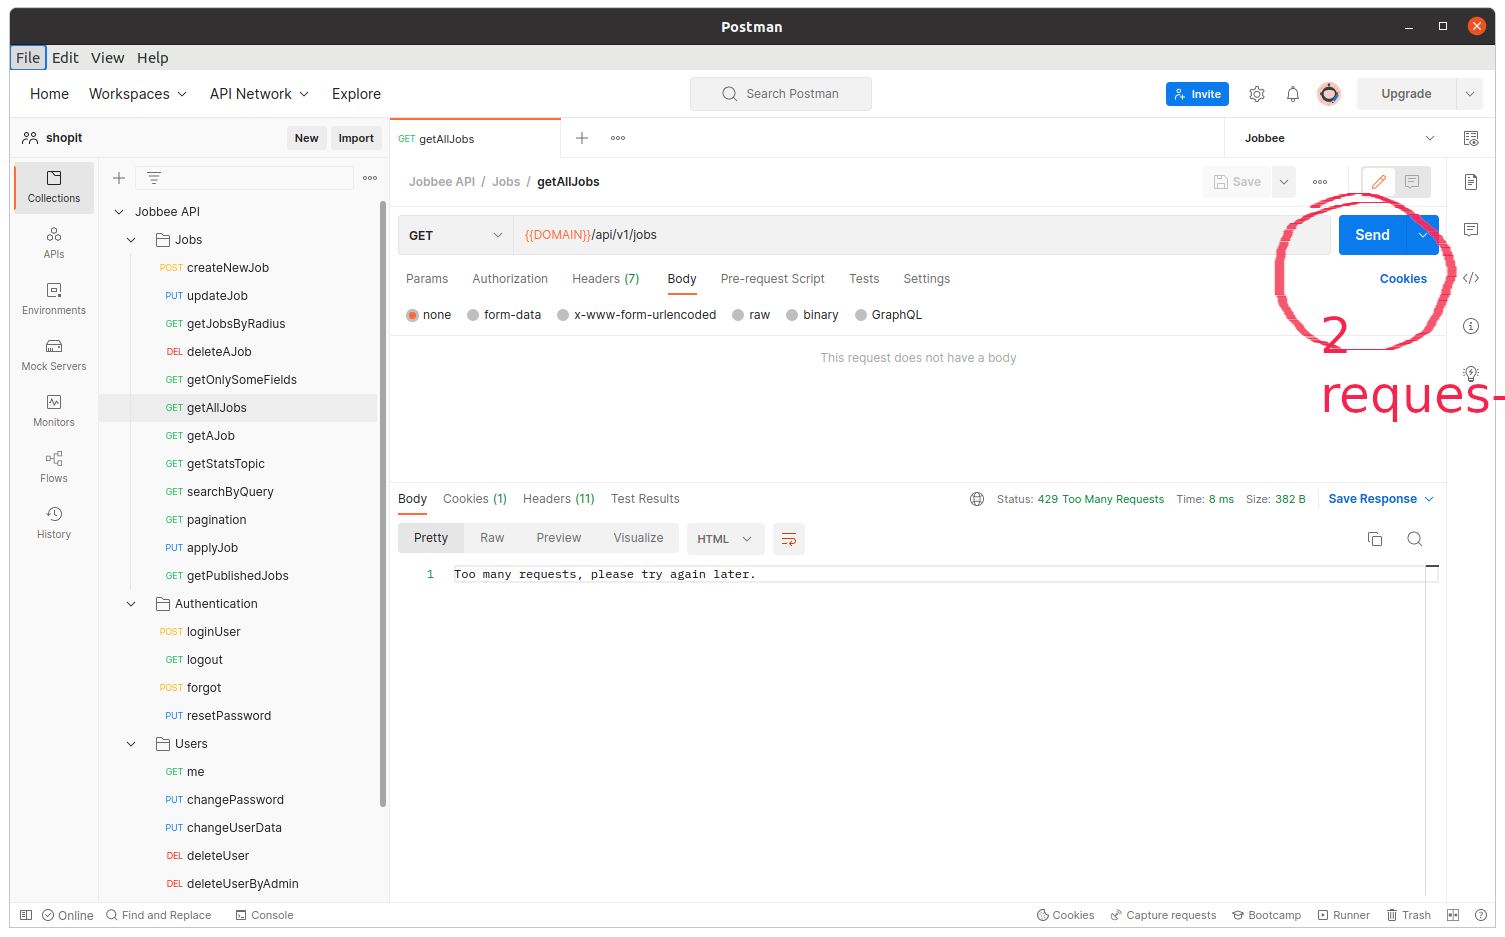 Postman
File Edit View Help
Home Workspaces API Network Explore Search Postman Invite Upgrade
shopit New Import GET getAllJobs Jobbee
Collections
APIs
Environments
Mock Servers
Monitors
Flows
History
Jobbee API
Jobs
POST createNewJob
PUT updateJob
GET getJobsByRadius
DEL deleteAJob
GET getOnlySomeFields
GET getAllJobs
GET getAJob
GET getStatsTopic
GET searchByQuery
GET pagination
PUT applyJob
GET getPublishedJobs
Authentication
POST loginUser
GET logout
POST forgot
PUT resetPassword
Users
GET me
PUT changePassword
PUT changeUserData
DEL deleteUser
DEL deleteUserByAdmin
Jobbee API / Jobs / getAllJobs Save
GET {{DOMAIN}}/api/v1/jobs Send
Params Authorization Headers (7) Body Pre-request Script Tests Settings Cookies
none form-data x-www-form-urlencoded raw binary GraphQL
2
reques-
This request does not have a body
Body Cookies (1) Headers (11) Test Results Status: 429 Too Many Requests Time: 8 ms Size: 382 B Save Response
Pretty Raw Preview Visualize HTML
1 Too many requests, please try again later.
Online Find and Replace Console Cookies Capture requests Bootcamp Runner Trash